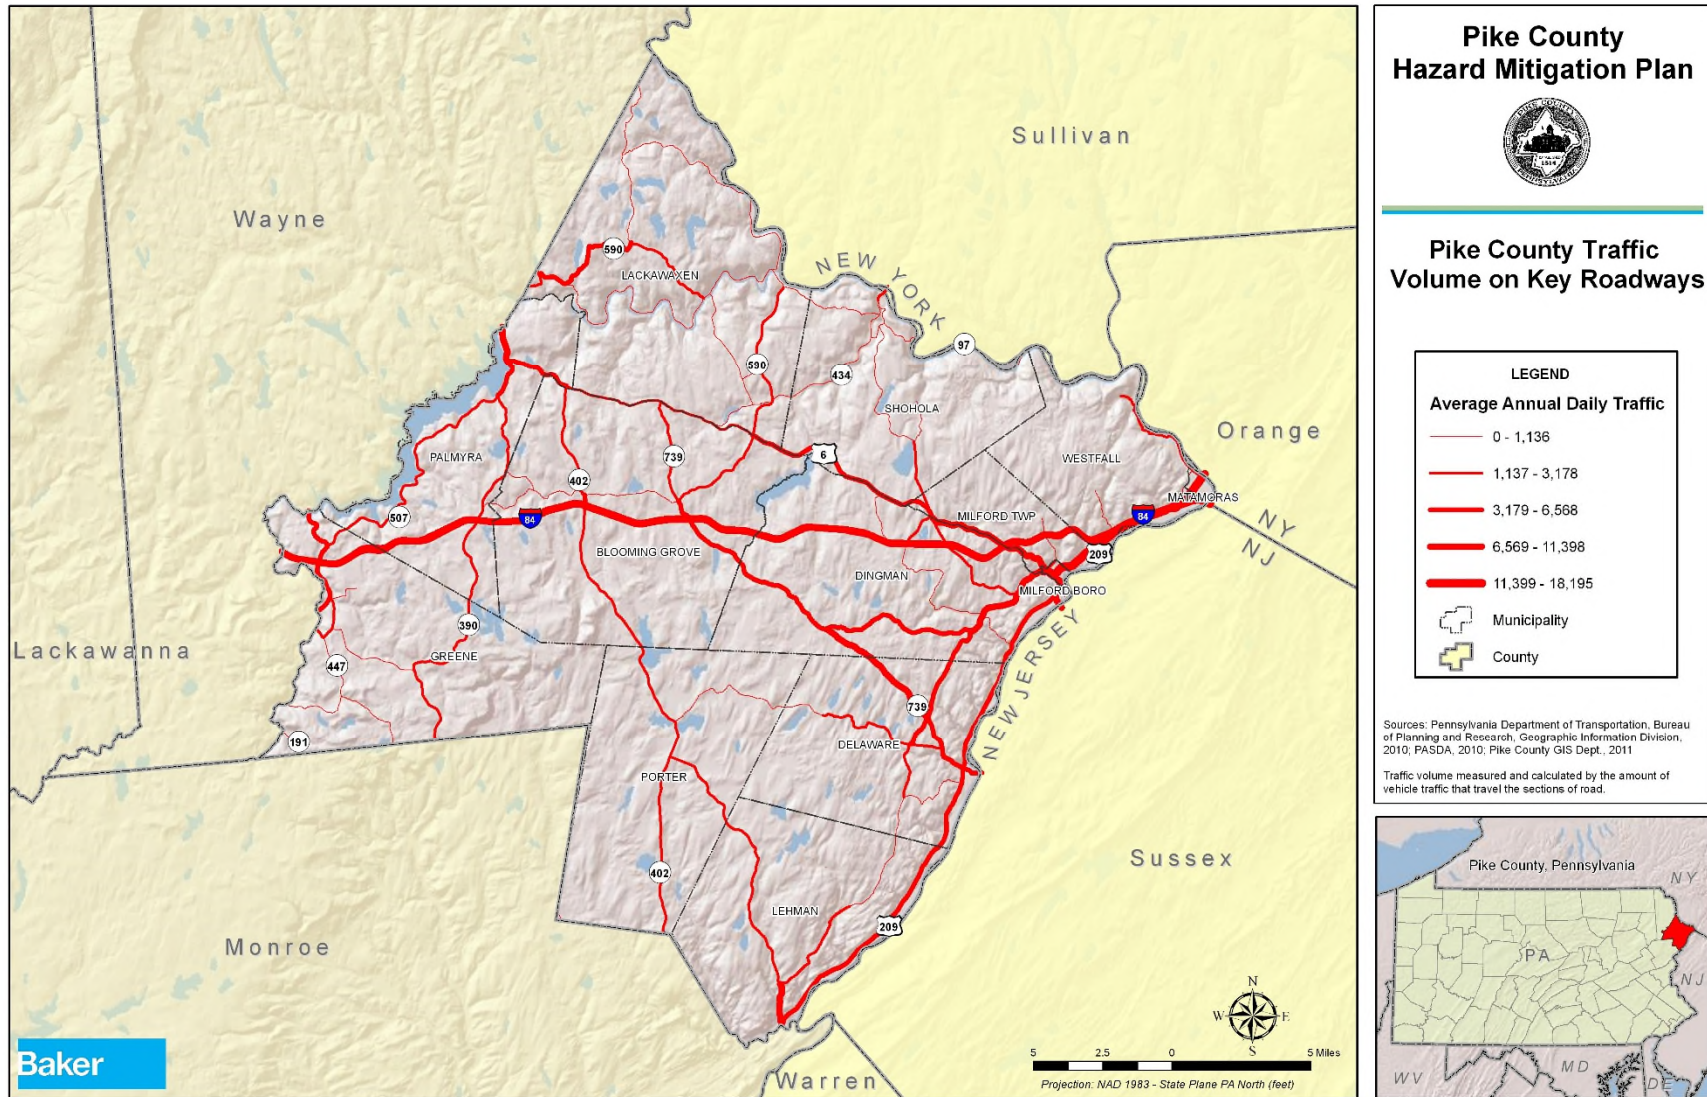 Pike County
Hazard Mitigation Plan
PIKE COUNTY
1814
PENNSYLVANIA
Pike County Traffic
Volume on Key Roadways
LEGEND
Average Annual Daily Traffic
0 - 1,136
1,137 - 3,178
3,179 - 6,568
6,569 - 11,398
11,399 - 18,195
Municipality
County
Sources: Pennsylvania Department of Transportation, Bureau
of Planning and Research, Geographic Information Division,
2010; PASDA, 2010; Pike County GIS Dept., 2011
Traffic volume measured and calculated by the amount of
vehicle traffic that travel the sections of road.
Pike County, Pennsylvania
NY
PA
NJ
MD
WV
DE
Sullivan
Wayne
590
LACKAWAXEN
NEW YORK
97
590
434
SHOHOLA
Orange
PALMYRA
739
6
WESTFALL
402
MATAMORAS
507
84
MILFORD TWP
84
NY
NJ
BLOOMING GROVE
209
DINGMAN
MILFORD BORO
390
NEW JERSEY
Lackawanna
GREENE
447
739
191
DELAWARE
PORTER
Sussex
402
LEHMAN
209
Monroe
N
W
E
S
Baker
5
2.5
0
5 Miles
Warren
Projection: NAD 1983 - State Plane PA North (feet)